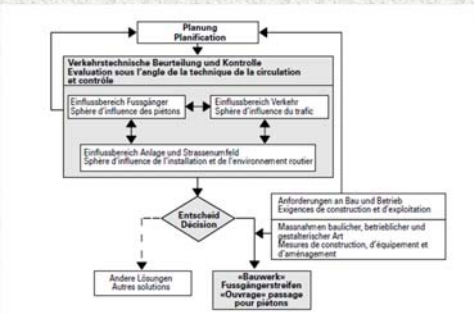 Planung
Planification
Verkehrstechnische Beurteilung und Kontrolle
Evaluation sous l'angle de la technique de la circulation
et contrôle
Einflussbereich Fussgänger
Sphère d'influence des piétons
Einflussbereich Verkehr
Sphère d'influence du trafic
Einflussbereich Anlage und Strassenumfeld
Sphère d'influence de l'installation et de l'environnement routier
Anforderungen an Bau und Betrieb
Exigences de construction et d'exploitation
Massnahmen baulicher, betrieblicher und
gestalterischer Art
Mesures de construction, d'équipement et
d'aménagement
Entscheid
Décision
Andere Lösungen
Autres solutions
«Bauwerk»
Fussgängerstreifen
«Ouvrage» passage
pour piétons